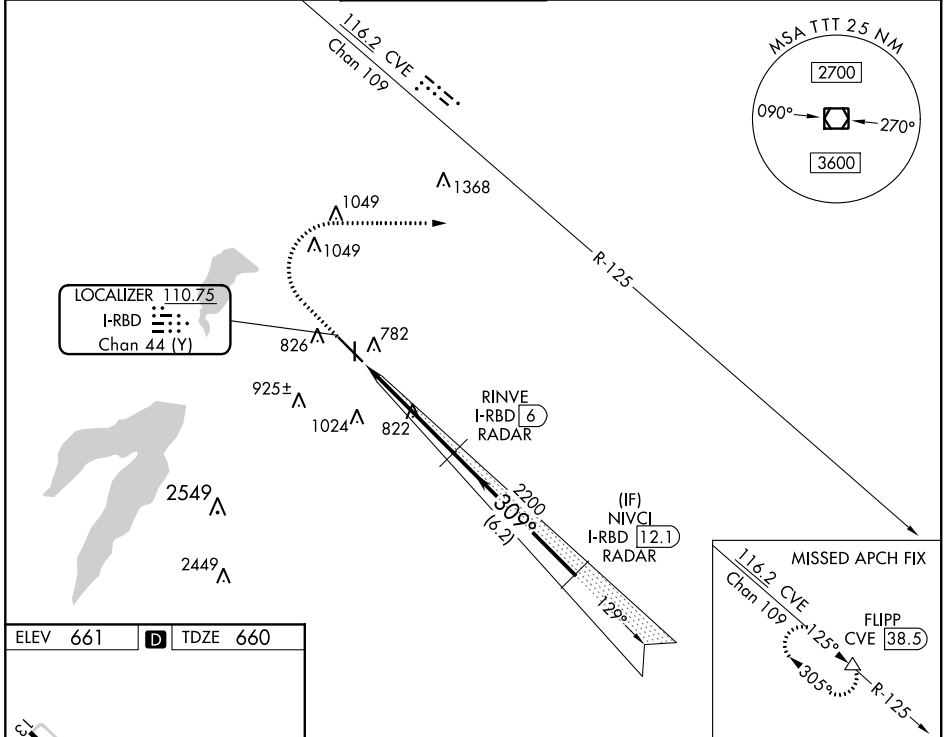 116.2 CVE
Chan 109
MSA TTT 25 NM
2700
090°
270°
3600
1368
1049
1049
R-125
LOCALIZER 110.75
I-RBD
Chan 44 (Y)
826
782
925±
1024
822
RINVE
I-RBD 6
RADAR
2200
309°
(6.2)
(IF)
NIVCI
I-RBD 12.1
RADAR
129°
2549
2449
MISSED APCH FIX
116.2 CVE
Chan 109
125°
305°
FLIPP
CVE 38.5
R-125
ELEV 661
D
TDZE 660
13